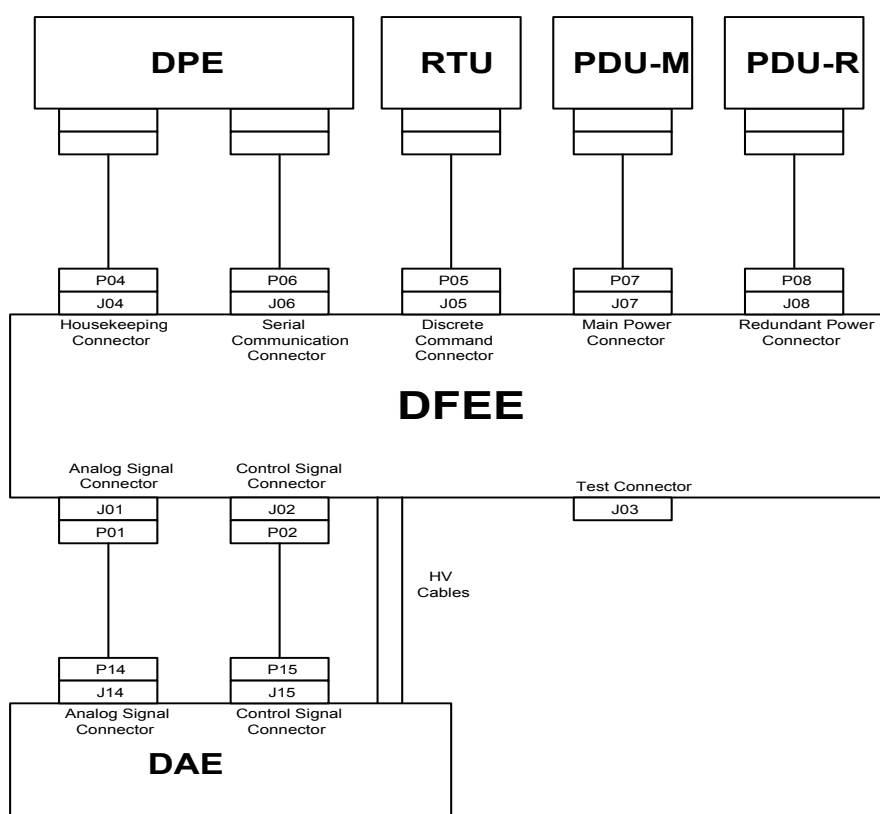 DPE
RTU
PDU-M
PDU-R
P04
P06
P05
P07
P08
J04
J06
J05
J07
J08
Housekeeping
Connector
Serial
Communication
Connector
Discrete
Command
Connector
Main Power
Connector
Redundant Power
Connector
DFEE
Analog Signal
Connector
Control Signal
Connector
Test Connector
J01
J02
J03
P01
P02
HV
Cables
P14
P15
J14
J15
Analog Signal
Connector
Control Signal
Connector
DAE